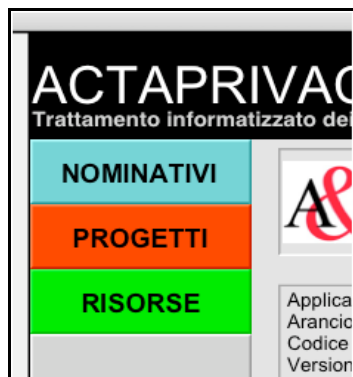 ACTAPRIVAC
Trattamento informatizzato dei
NOMINATIVI
PROGETTI
RISORSE
A&
Applica
Arancio
Codice
Version